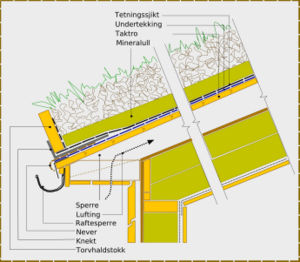 Tetningssjikt
Undertekking
Taktro
Mineralull
Sperre
Lufting
Raftesperre
Never
Knekt
Torvhaldstokk